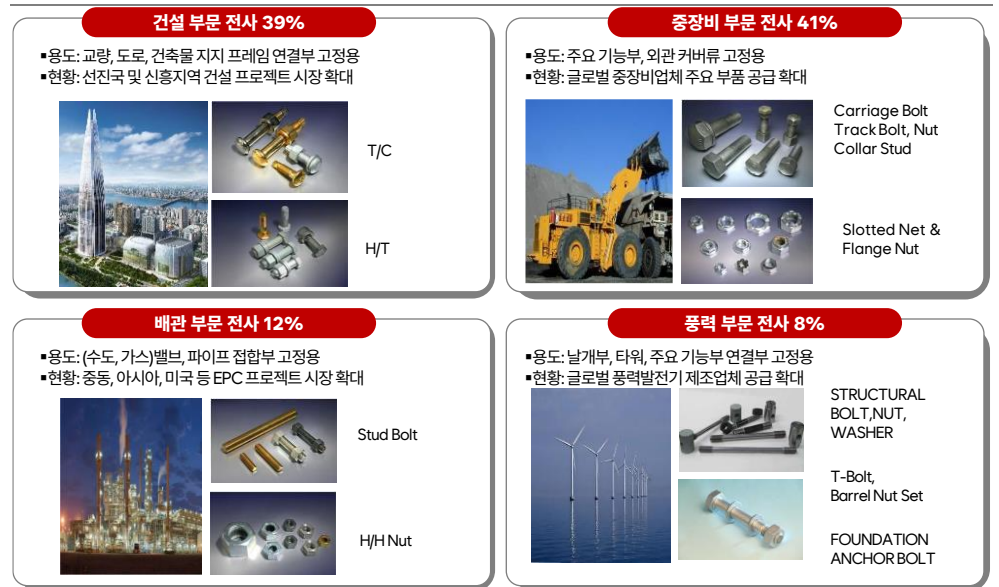 건설 부문 전사 39%
▪용도: 교량, 도로, 건축물 지지 프레임 연결부 고정용
▪현황: 선진국 및 신흥지역 건설 프로젝트 시장 확대
T/C
H/T
중장비 부문 전사 41%
▪용도: 주요 기능부, 외관 커버류 고정용
▪현황: 글로벌 중장비업체 주요 부품 공급 확대
Carriage Bolt
Track Bolt, Nut
Collar Stud
Slotted Net &
Flange Nut
배관 부문 전사 12%
▪용도: (수도, 가스)밸브, 파이프 접합부 고정용
▪현황: 중동, 아시아, 미국 등 EPC 프로젝트 시장 확대
Stud Bolt
H/H Nut
풍력 부문 전사 8%
▪용도: 날개부, 타워, 주요 기능부 연결부 고정용
▪현황: 글로벌 풍력발전기 제조업체 공급 확대
STRUCTURAL
BOLT,NUT,
WASHER
T-Bolt,
Barrel Nut Set
FOUNDATION
ANCHOR BOLT